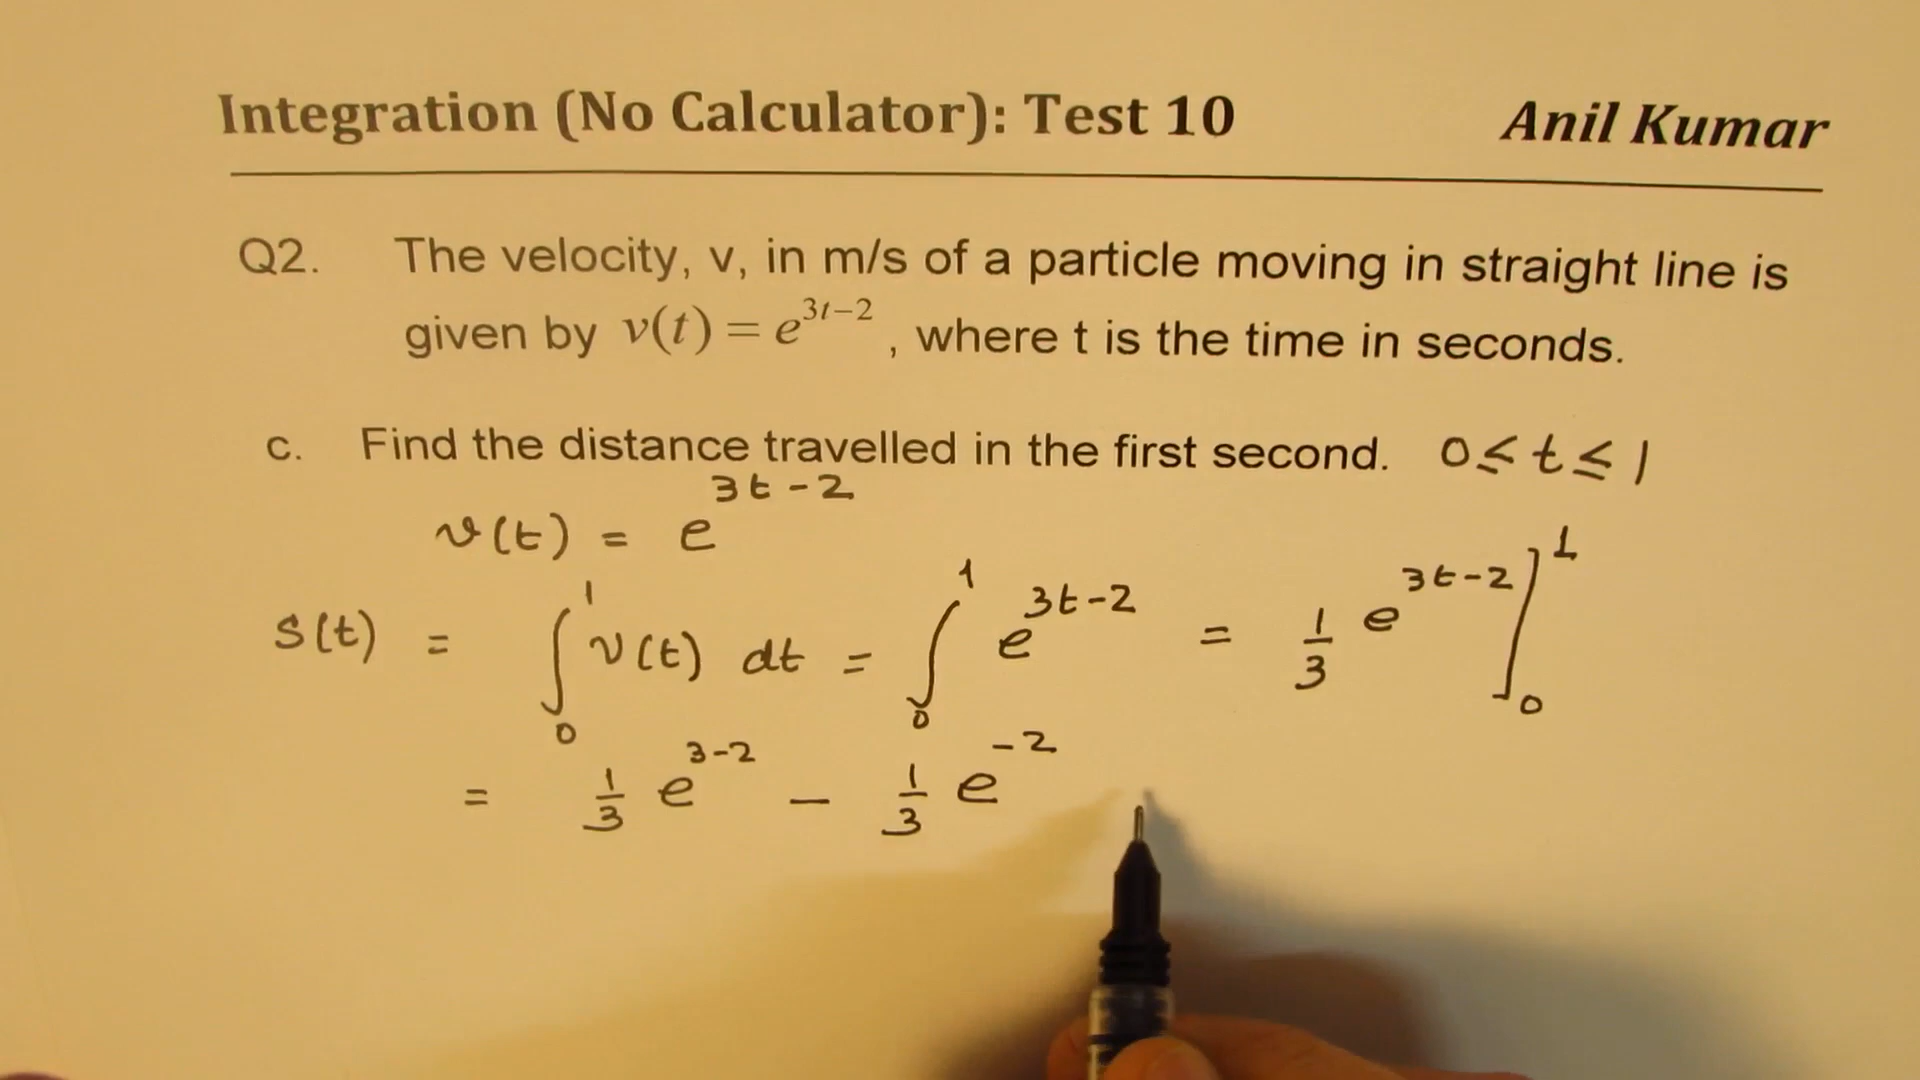 Integration (No Calculator): Test 10 Anil Kumar
Q2. The velocity, v, in m/s of a particle moving in straight line is
given by v(t) = e^{3t-2} , where t is the time in seconds.
c. Find the distance travelled in the first second. 0 ≤ t ≤ 1
v(t) = e^{3t-2}
s(t) = ∫_0^1 v(t) dt = ∫_0^1 e^{3t-2} = 1/3 e^{3t-2} ]_0^1
= 1/3 e^{3-2} - 1/3 e^{-2}